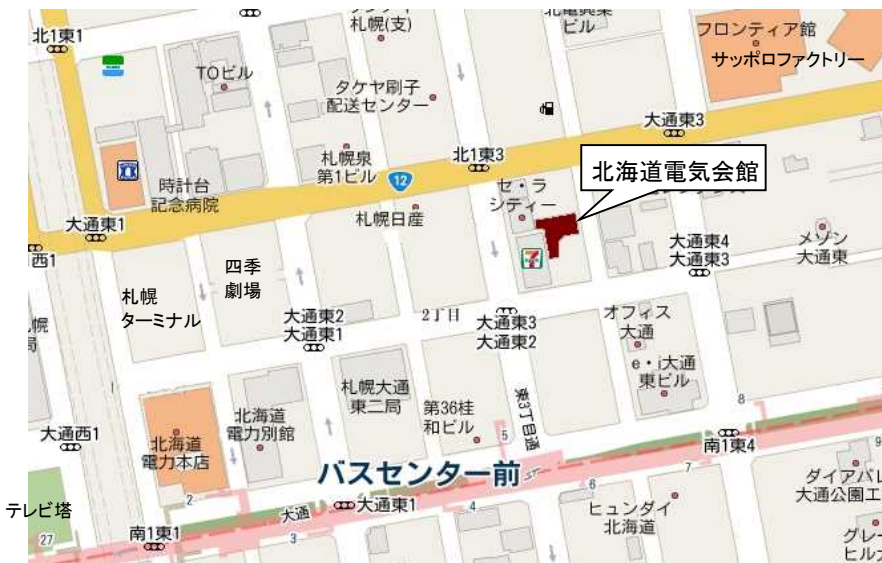 北1東1
札幌(支)
ビル
フロンティア館
サッポロファクトリー
TOビル
タケヤ刷子
配送センター
大通東3
札幌泉
第1ビル
北1東3
北海道電気会館
12
時計台
記念病院
セ・ラ
シティー
大通東1
札幌日産
西1
四季
劇場
大通東4
大通東3
メゾン
大通東
札幌
ターミナル
大通東2
大通東1
2丁目
大通東3
大通東2
オフィス
大通
e・i大通
東ビル
1
札幌大通
東二局
第36桂
和ビル
東3丁目通
8
大通西1
北海道
電力本店
北海道
電力別館
5
南1東4
9
バスセンター前
ST
7
ダイアパレ
大通公園エ
テレビ塔
2
大通
大通東1
4
6
ヒュンダイ
北海道
27
南1東1
3
グレー
ヒルズ